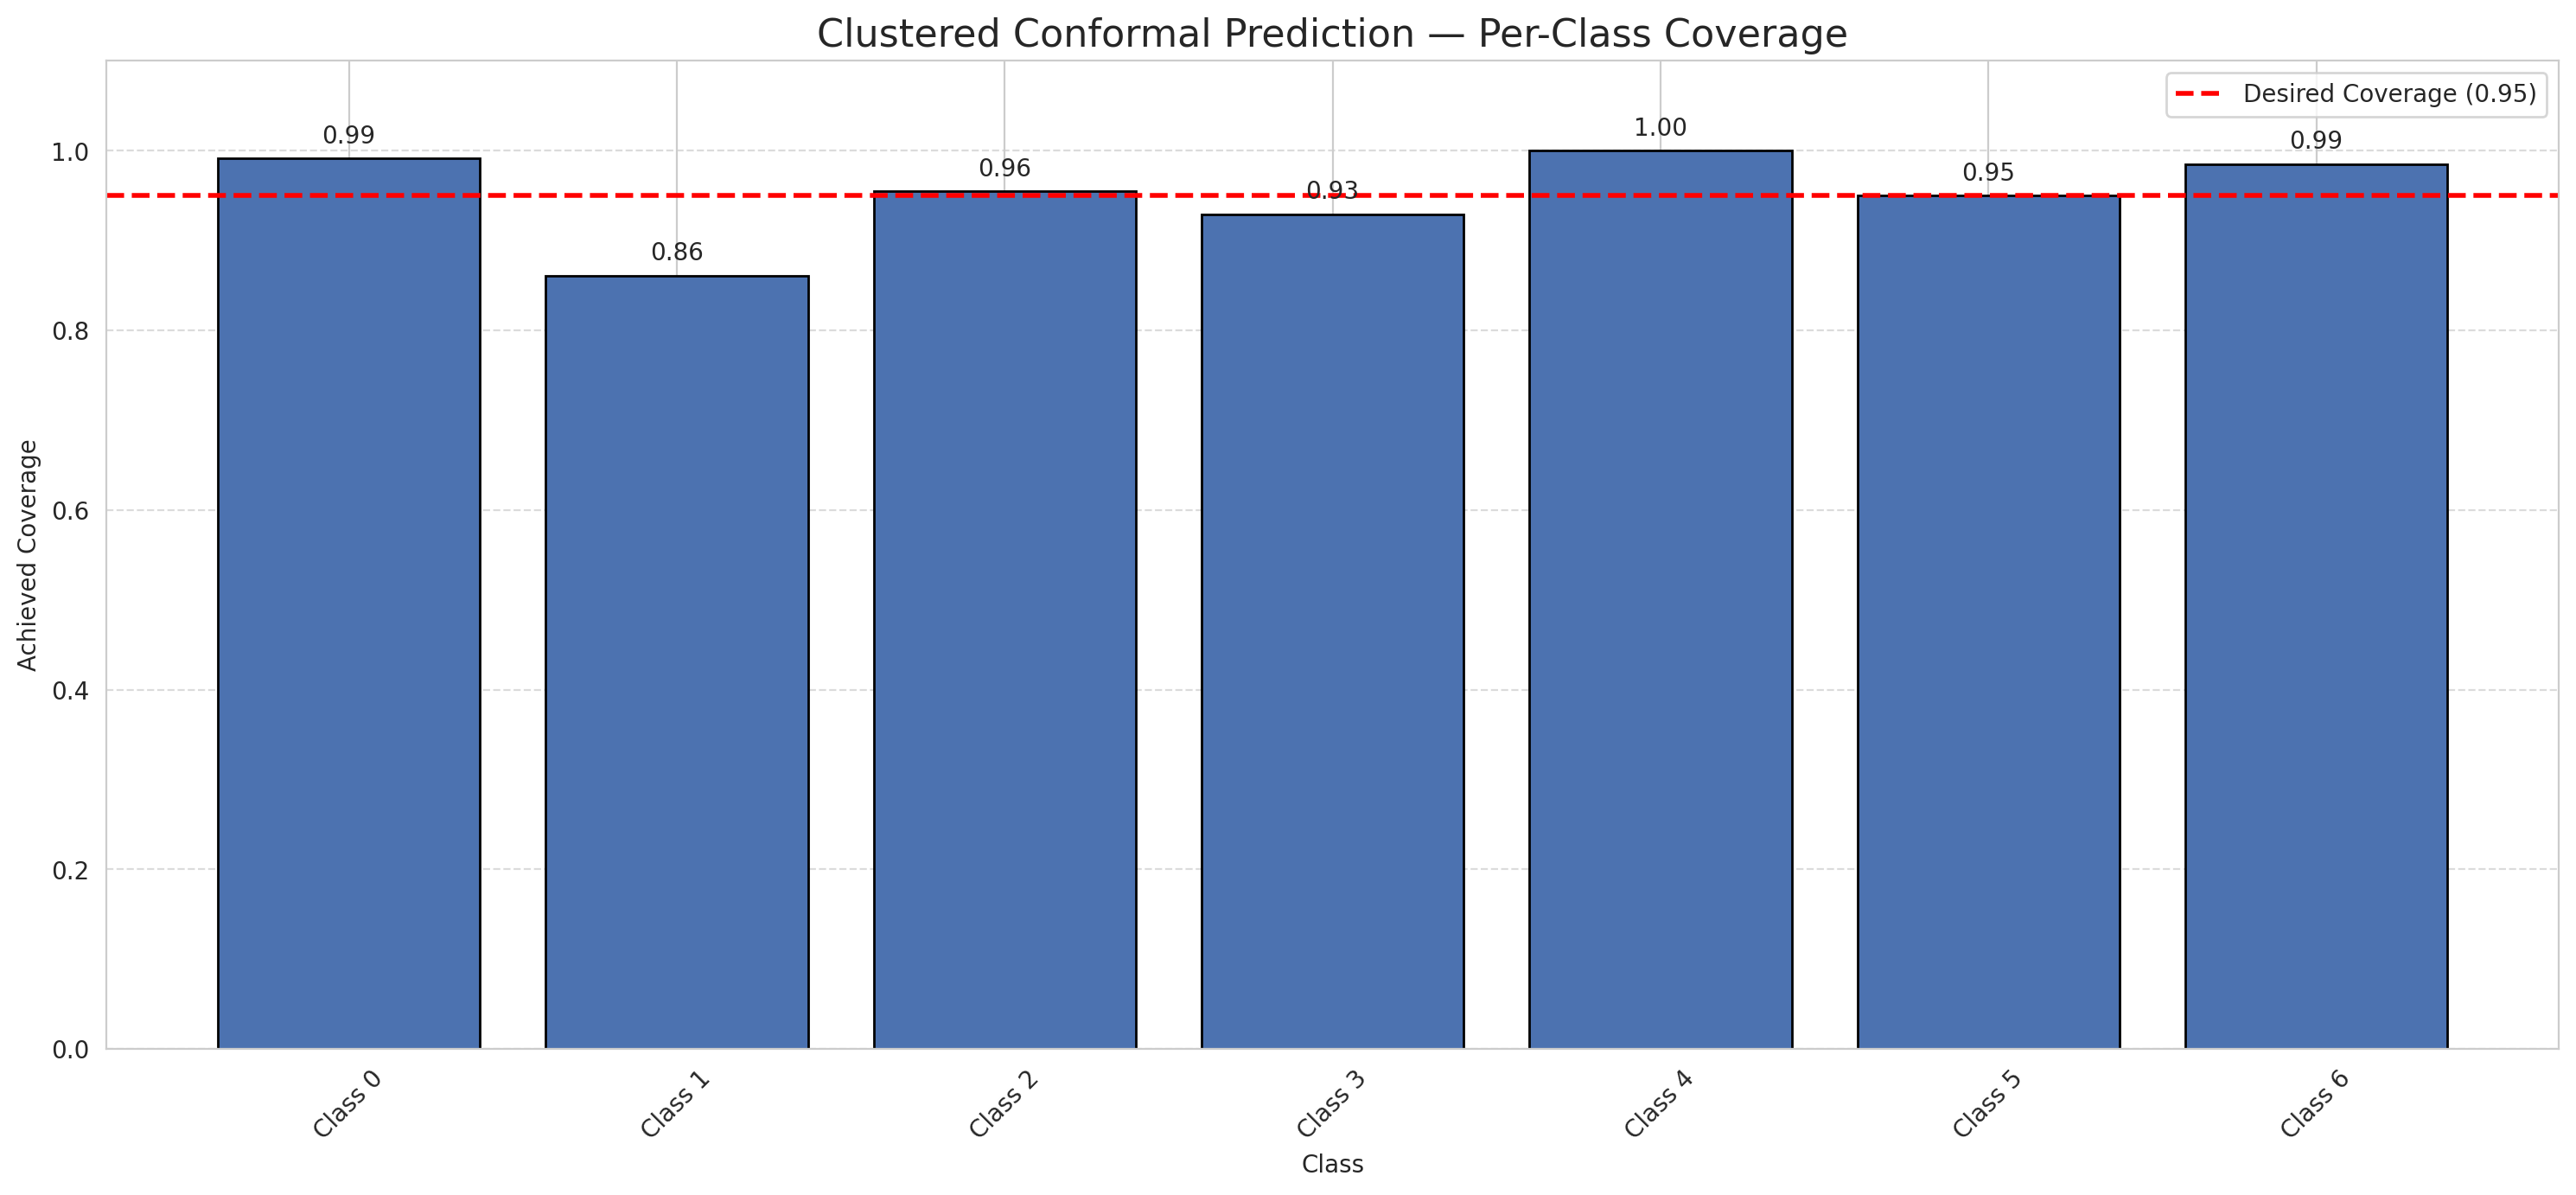 Clustered Conformal Prediction — Per-Class Coverage
Desired Coverage (0.95)
Achieved Coverage
1.0
0.8
0.6
0.4
0.2
0.0
0.99
0.86
0.96
0.93
1.00
0.95
0.99
Class 0
Class 1
Class 2
Class 3
Class 4
Class 5
Class 6
Class